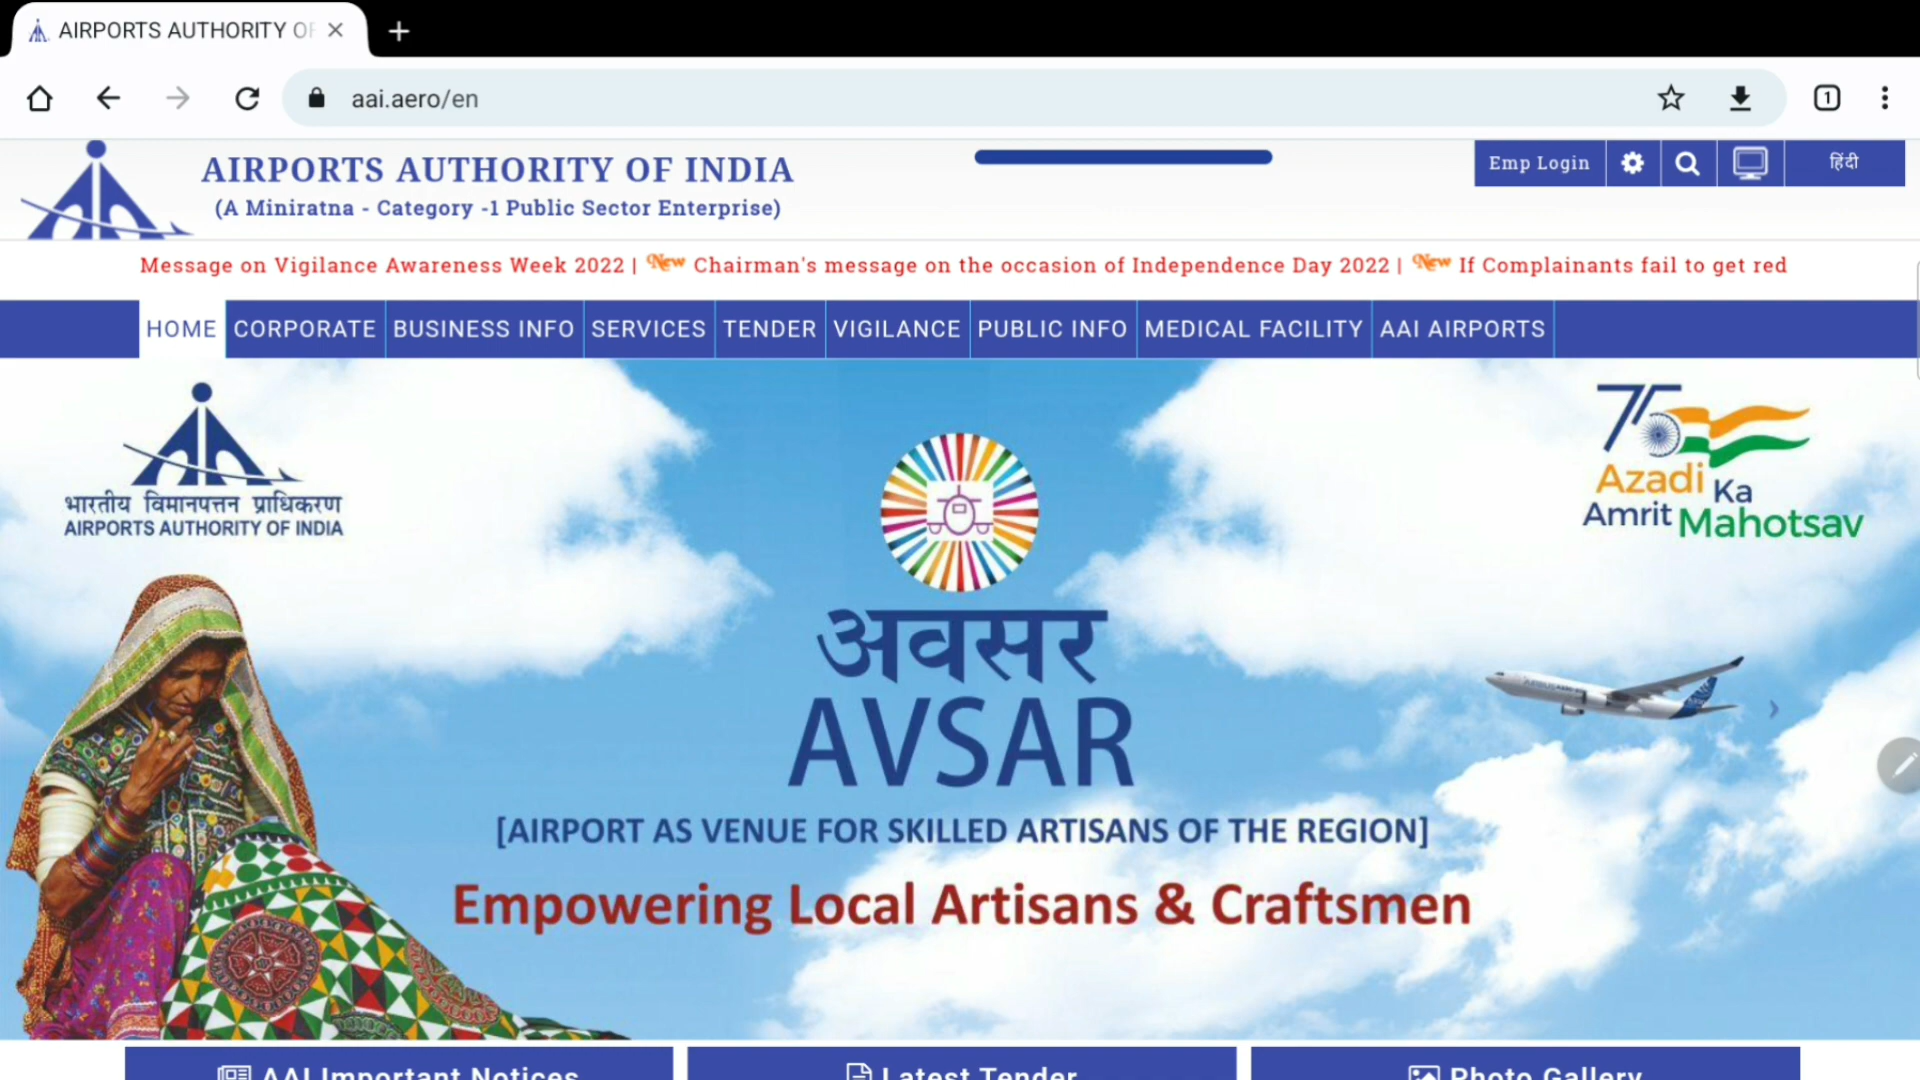 AIRPORTS AUTHORITY OF
aai.aero/en
1
AIRPORTS AUTHORITY OF INDIA
(A Miniratna - Category -1 Public Sector Enterprise)
Emp Login
हिंदी
Message on Vigilance Awareness Week 2022 | New Chairman's message on the occasion of Independence Day 2022 | New If Complainants fail to get red
HOME CORPORATE BUSINESS INFO SERVICES TENDER VIGILANCE PUBLIC INFO MEDICAL FACILITY AAI AIRPORTS
भारतीय विमानपत्तन प्राधिकरण
AIRPORTS AUTHORITY OF INDIA
75
Azadi Ka
Amrit Mahotsav
अवसर
AVSAR
[AIRPORT AS VENUE FOR SKILLED ARTISANS OF THE REGION]
Empowering Local Artisans & Craftsmen
AAI Important Notices
Latest Tender
Photo Gallery